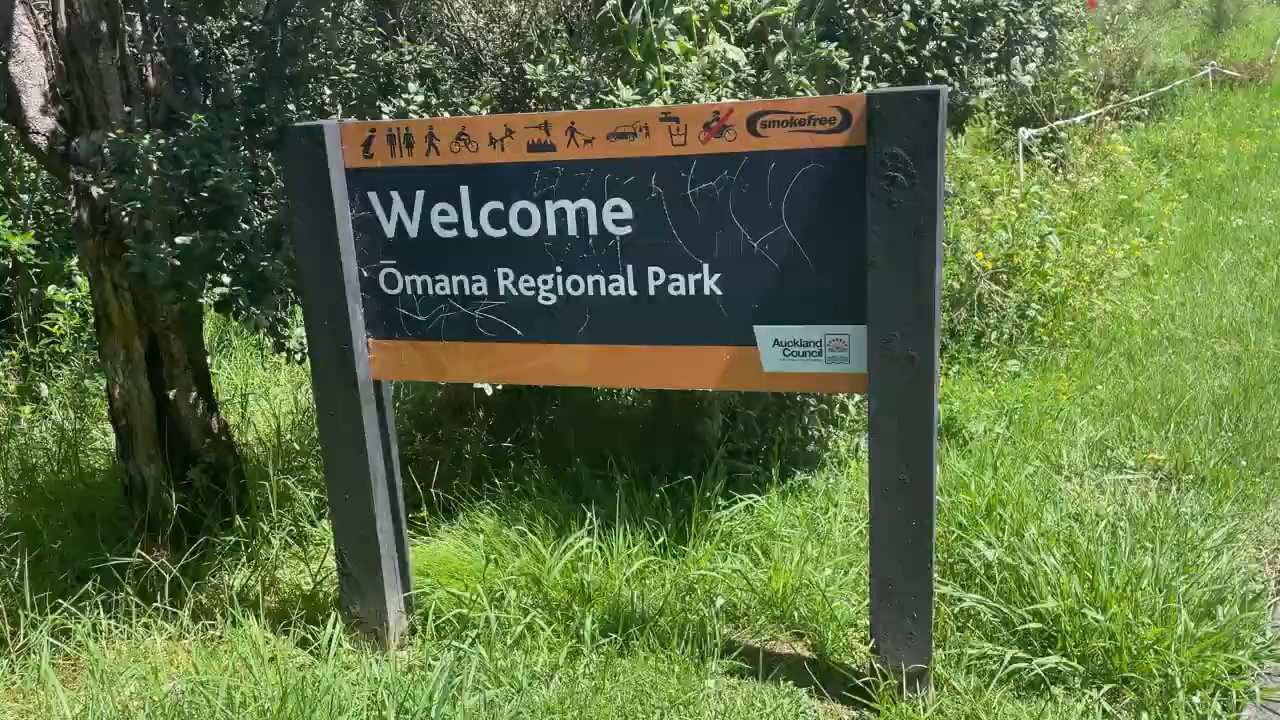 smokefree
Welcome
Ōmana Regional Park
Auckland
Council